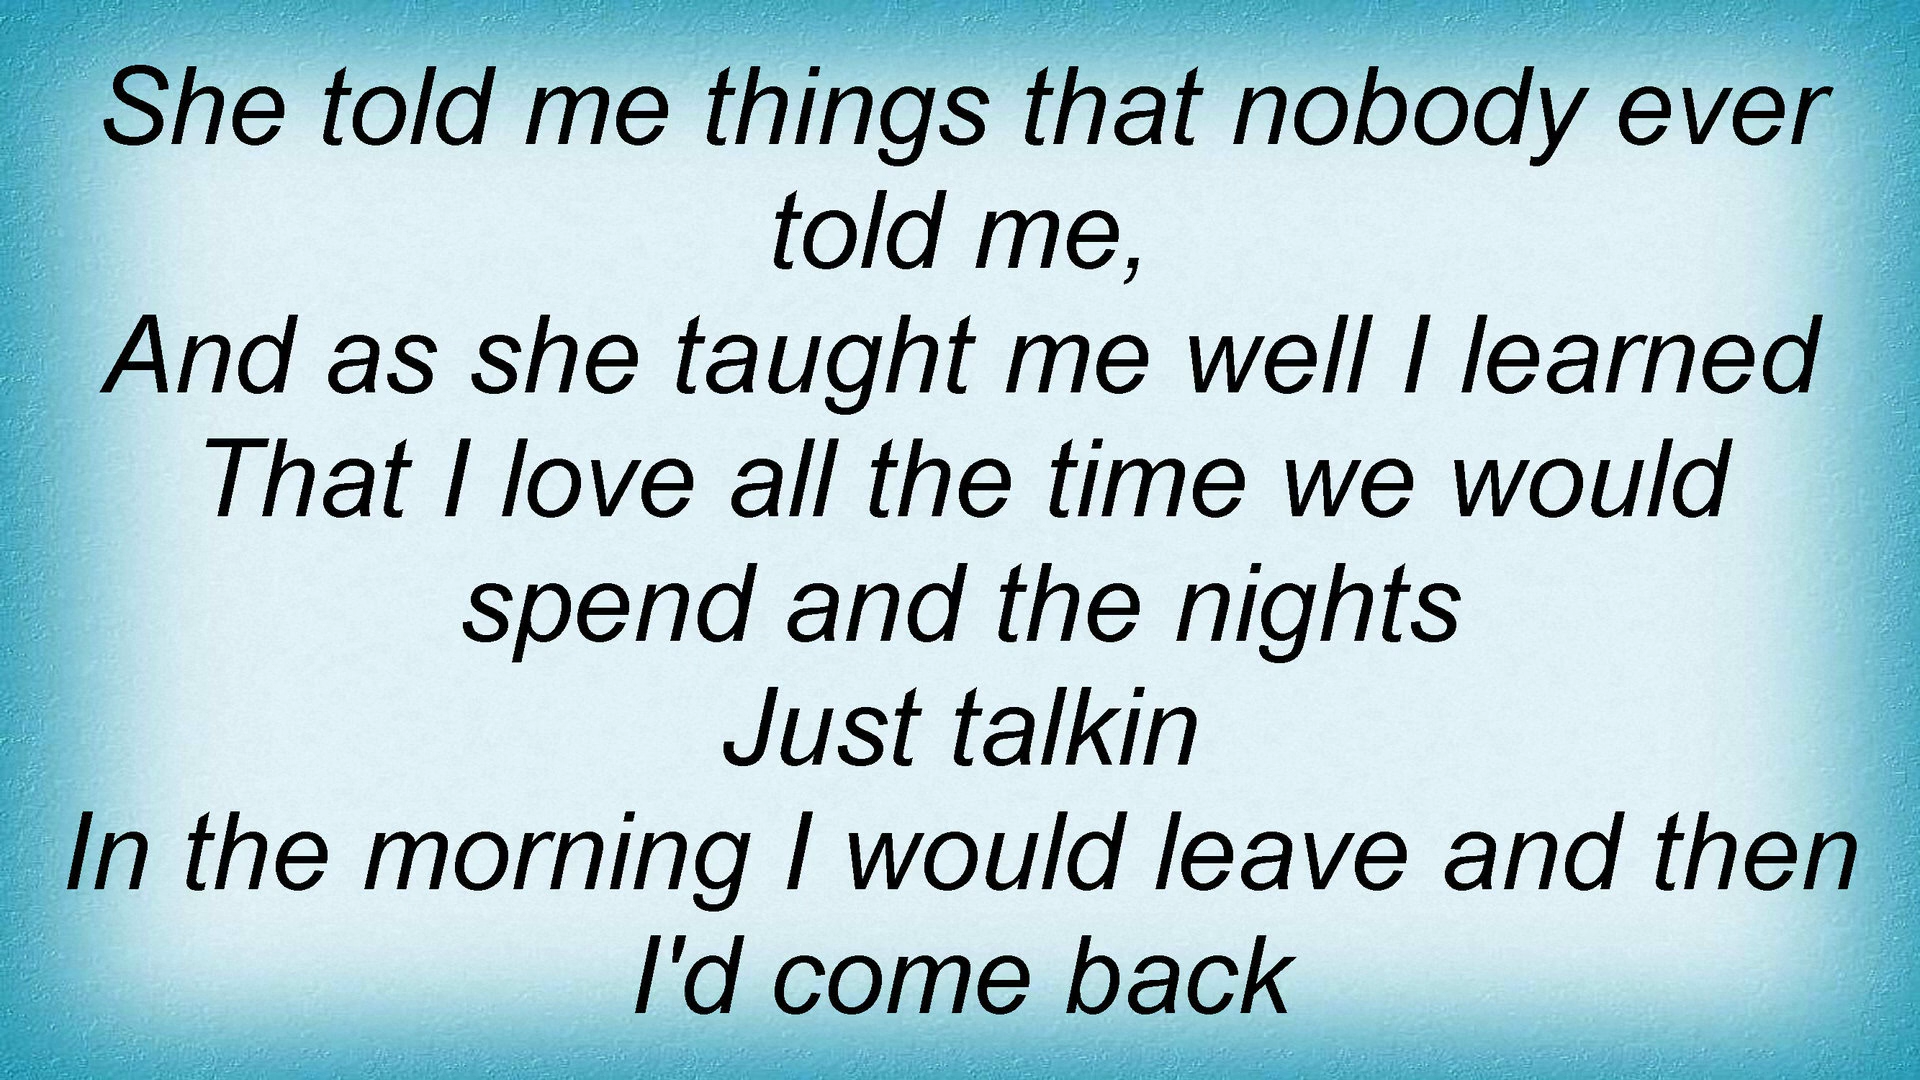 She told me things that nobody ever
told me,
And as she taught me well I learned
That I love all the time we would
spend and the nights
Just talkin
In the morning I would leave and then
I'd come back